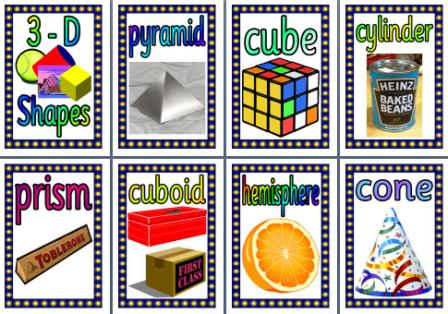 3 - D
Shapes
pyramid
cube
cylinder
HEINZ
BAKED
BEANS
prism
TOBLERONE
cuboid
FIRST
CLASS
hemisphere
cone